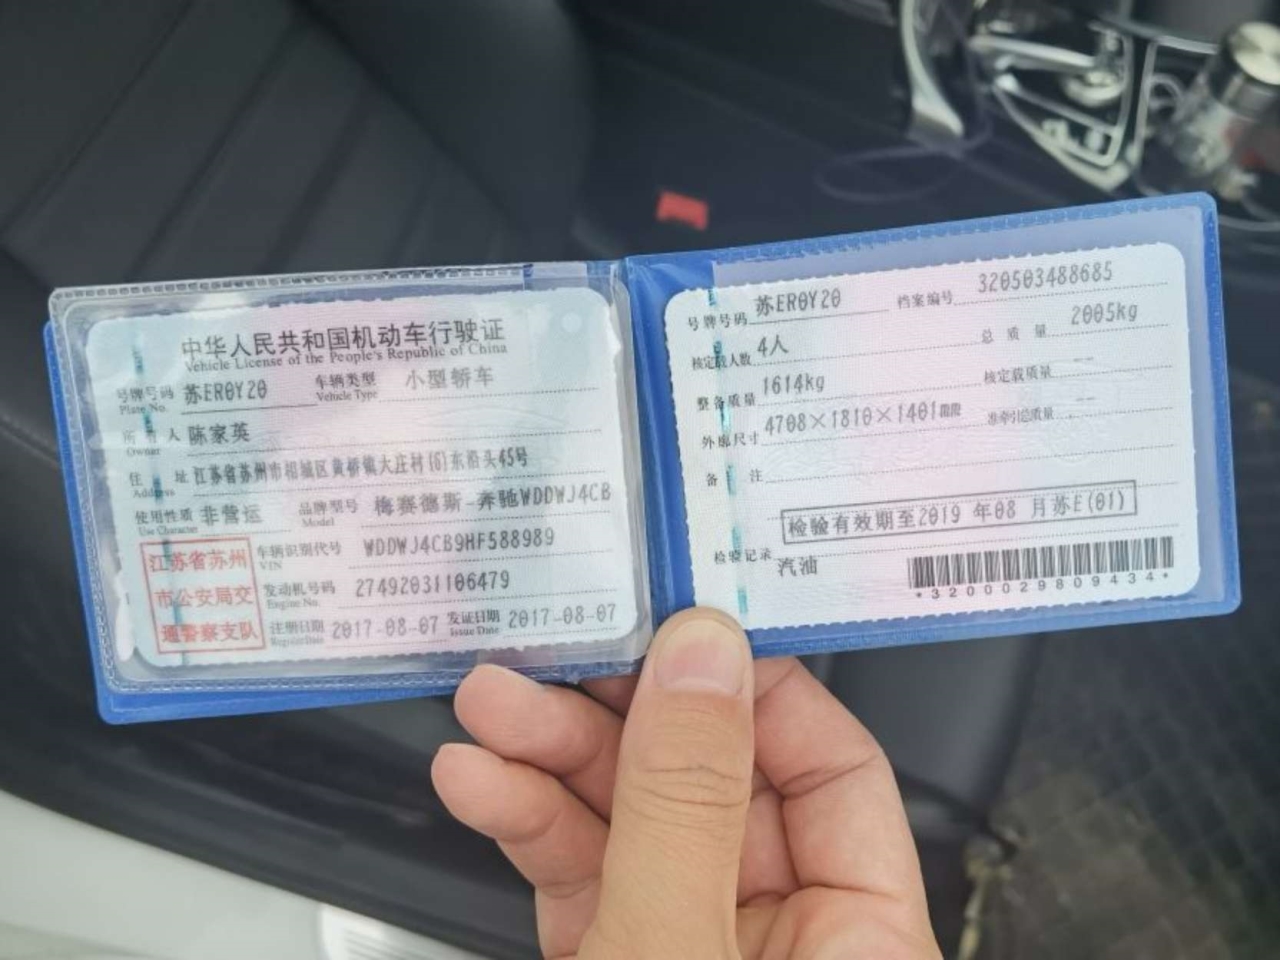 中华人民共和国机动车行驶证
Vehicle License of the People's Republic of China
号牌号码 苏ER0Y20 车辆类型 小型轿车
Plate No. Vehicle Type
所有人 陈家英
Owner
住址 江苏省苏州市相城区黄桥镇大庄村(6)东浜头45号
Address
使用性质 非营运 品牌型号 梅赛德斯-奔驰WDDWJ4CB
Use Character Model
江苏省苏州
市公安局交
通警察支队
车辆识别代号 WDDWJ4CB9HF588989
VIN
发动机号码 27492031106479
Engine No.
注册日期 2017-08-07 发证日期 2017-08-07
Register Date Issue Date
号牌号码 苏ER0Y20 档案编号 320503488685
核定载人数 4人 总质量 2005kg
整备质量 1614kg 核定载质量 --
外廓尺寸 4708×1810×1401mm 准牵引总质量 --
备注
检验有效期至2019年08月苏E(01)
检验记录 汽油
*3200029809434*